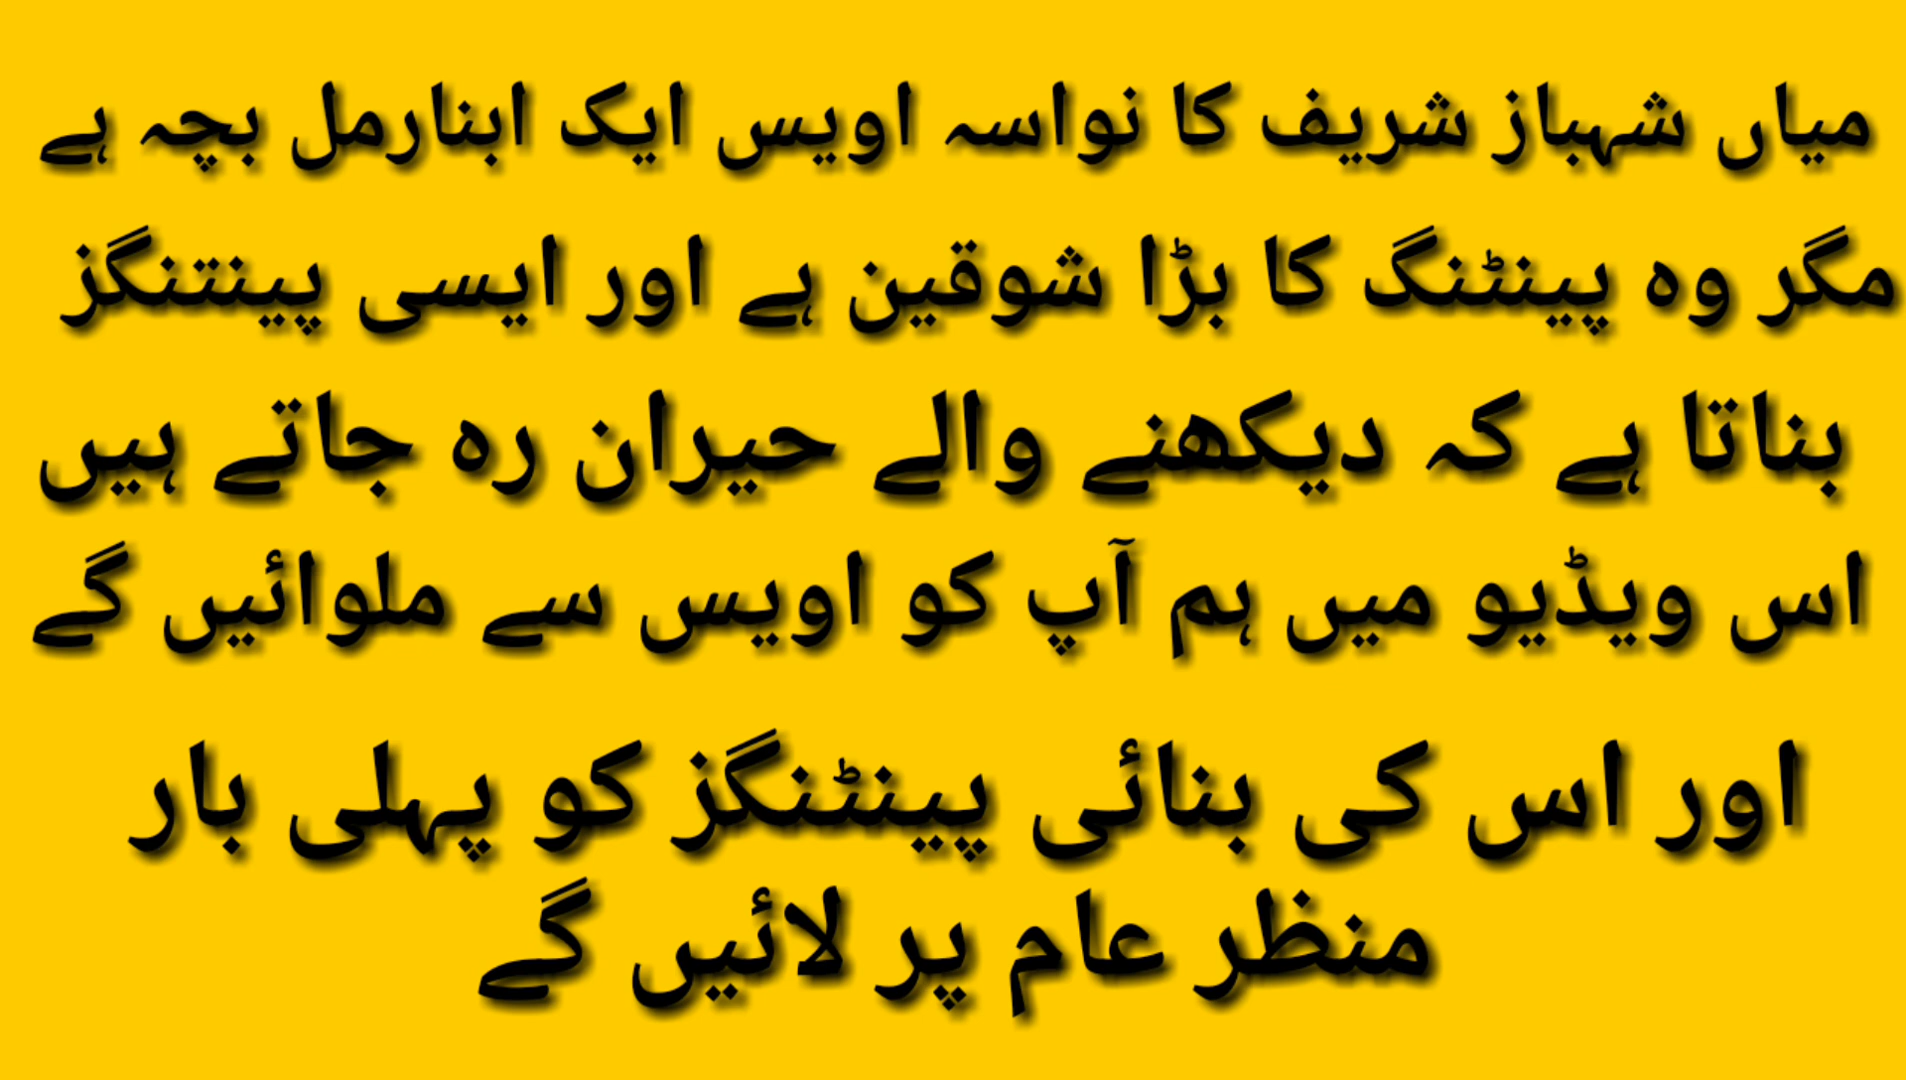 میاں شہباز شریف کا نواسہ اویس ایک ابنارمل بچہ ہے
مگر وہ پینٹنگ کا بڑا شوقین ہے اور ایسی پینتنگز
بناتا ہے کہ دیکھنے والے حیران رہ جاتے ہیں
اس ویڈیو میں ہم آپ کو اویس سے ملوائیں گے
اور اس کی بنائی پینٹنگز کو پہلی بار
منظر عام پر لائیں گے